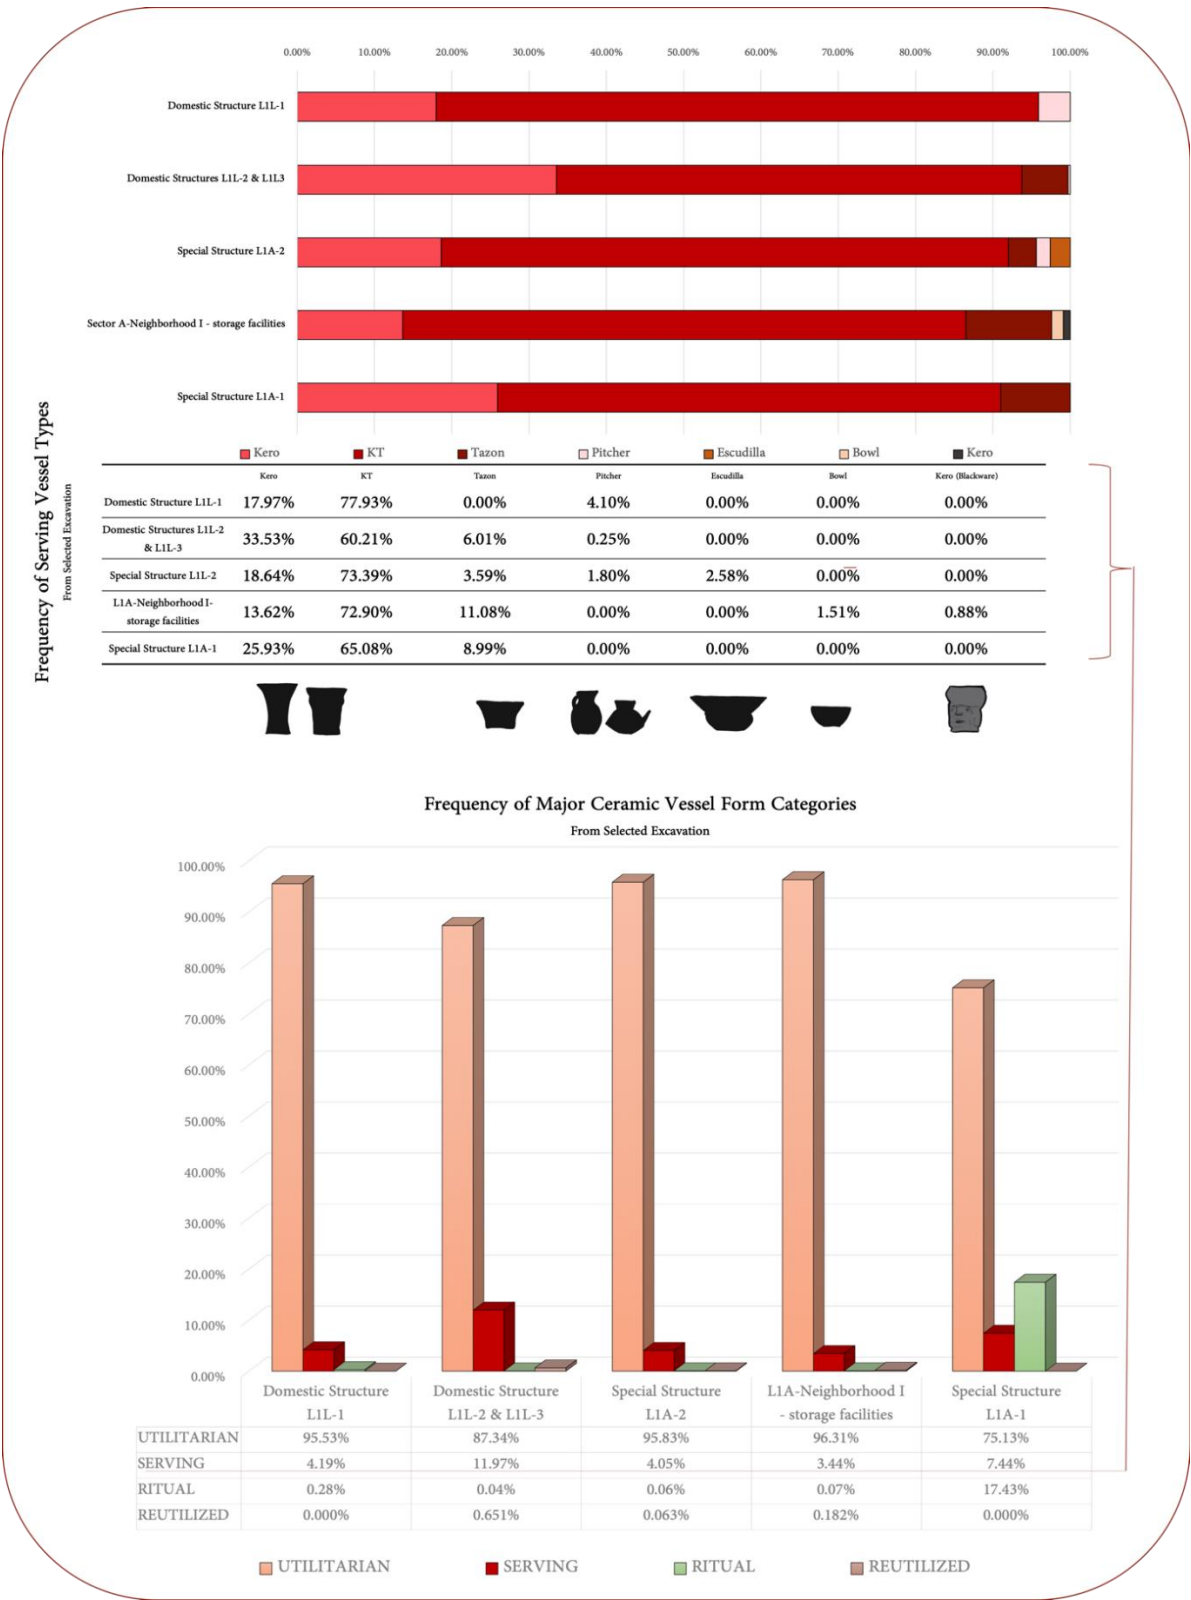 0.00% 10.00% 20.00% 30.00% 40.00% 50.00% 60.00% 70.00% 80.00% 90.00% 100.00%
Domestic Structure L1L-1
Domestic Structures L1L-2 & L1L3
Special Structure L1A-2
Sector A-Neighborhood I - storage facilities
Special Structure L1A-1
Frequency of Serving Vessel Types
From Selected Excavation
Kero KT Tazon Pitcher Escudilla Bowl Kero
Kero KT Tazon Pitcher Escudilla Bowl Kero (Blackware)
Domestic Structure L1L-1 17.97% 77.93% 0.00% 4.10% 0.00% 0.00% 0.00%
Domestic Structures L1L-2
& L1L-3 33.53% 60.21% 6.01% 0.25% 0.00% 0.00% 0.00%
Special Structure L1L-2 18.64% 73.39% 3.59% 1.80% 2.58% 0.00% 0.00%
L1A-Neighborhood I-
storage facilities 13.62% 72.90% 11.08% 0.00% 0.00% 1.51% 0.88%
Special Structure L1A-1 25.93% 65.08% 8.99% 0.00% 0.00% 0.00% 0.00%
Frequency of Major Ceramic Vessel Form Categories
From Selected Excavation
100.00%
90.00%
80.00%
70.00%
60.00%
50.00%
40.00%
30.00%
20.00%
10.00%
0.00%
Domestic Structure Domestic Structure Special Structure L1A-Neighborhood I Special Structure
L1L-1 L1L-2 & L1L-3 L1A-2 - storage facilities L1A-1
UTILITARIAN 95.53% 87.34% 95.83% 96.31% 75.13%
SERVING 4.19% 11.97% 4.05% 3.44% 7.44%
RITUAL 0.28% 0.04% 0.06% 0.07% 17.43%
REUTILIZED 0.000% 0.651% 0.063% 0.182% 0.000%
UTILITARIAN SERVING RITUAL REUTILIZED